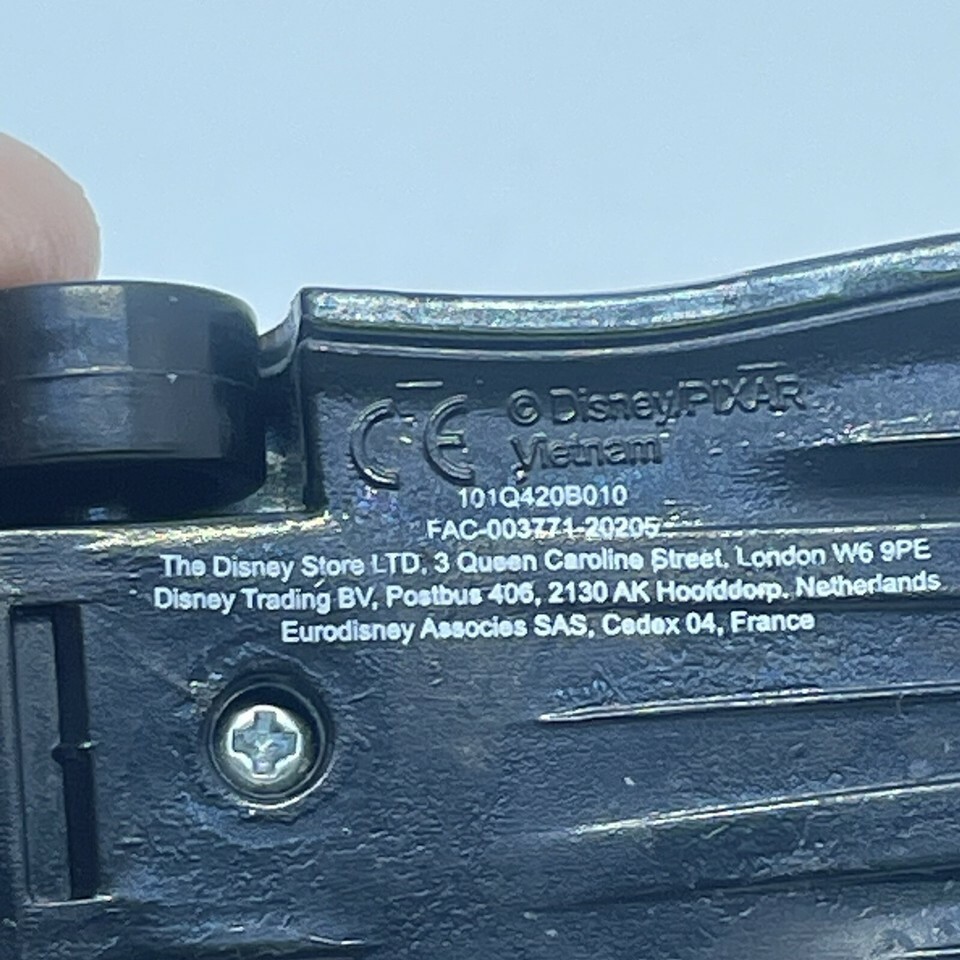 CE © Disney/PIXAR
Vietnam
101Q420B010
FAC-003771-20205
The Disney Store LTD, 3 Queen Caroline Street, London W6 9PE
Disney Trading BV, Postbus 406, 2130 AK Hoofddorp, Netherlands
Eurodisney Associes SAS, Cedex 04, France